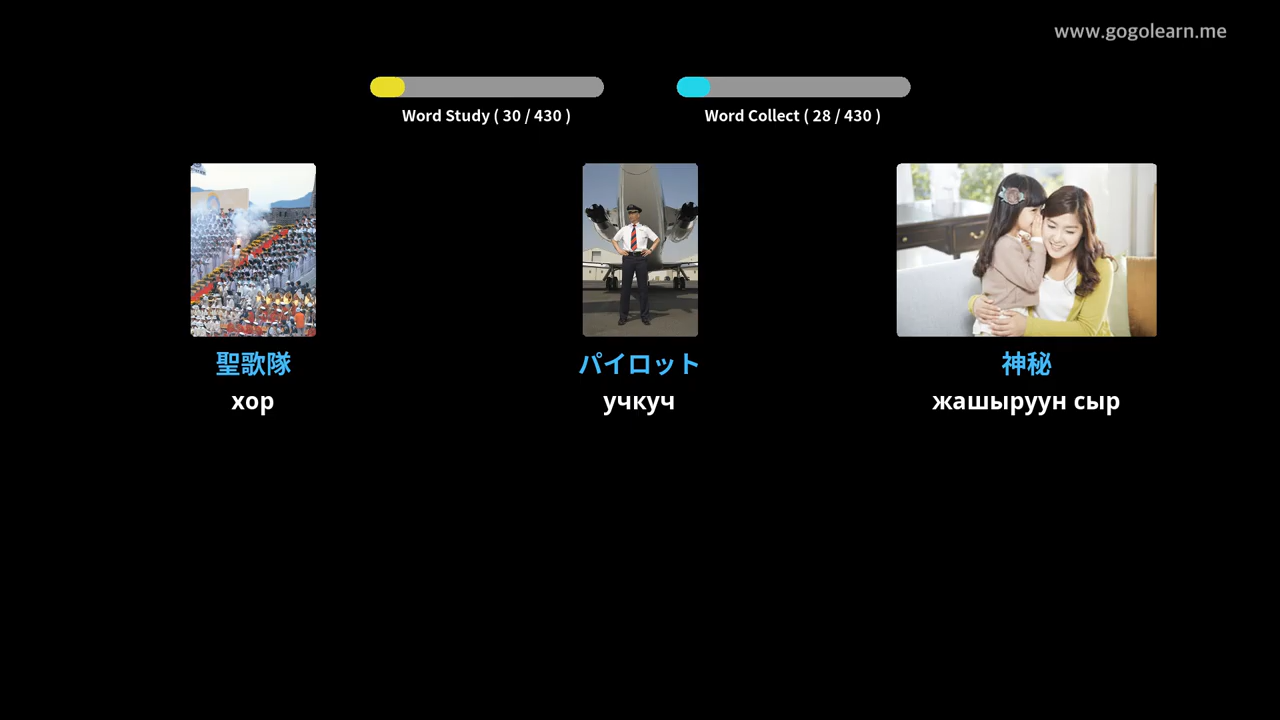 www.gogolearn.me
Word Study ( 30 / 430 )
Word Collect ( 28 / 430 )
聖歌隊
パイロット
神秘
хор
учкуч
жашыруун сыр